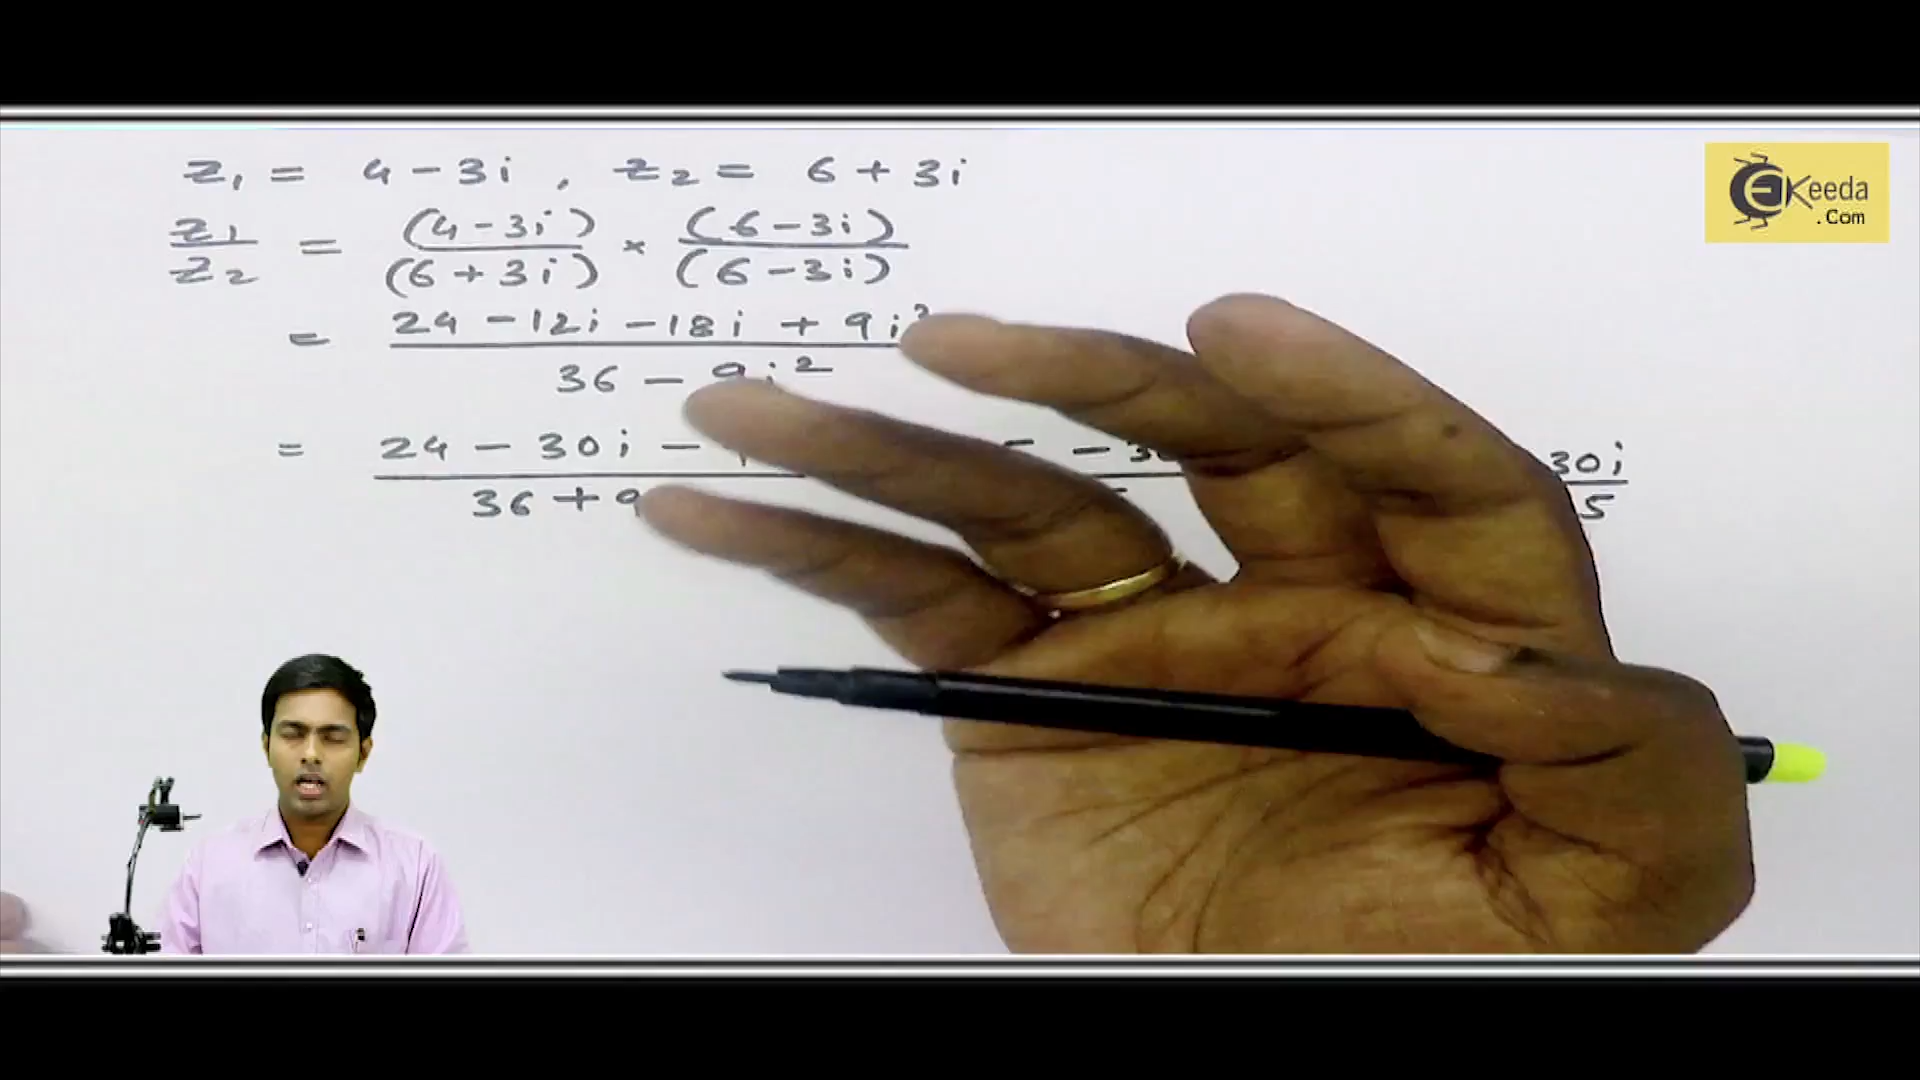 z₁ = 4 - 3i , z₂ = 6 + 3i
z₁/z₂ = (4 - 3i)/(6 + 3i) × (6 - 3i)/(6 - 3i)
= (24 - 12i - 18i + 9i²)/(36 - 9i²)
= (24 - 30i -)/(36 + 9) 30i/5
EKeeda
.Com